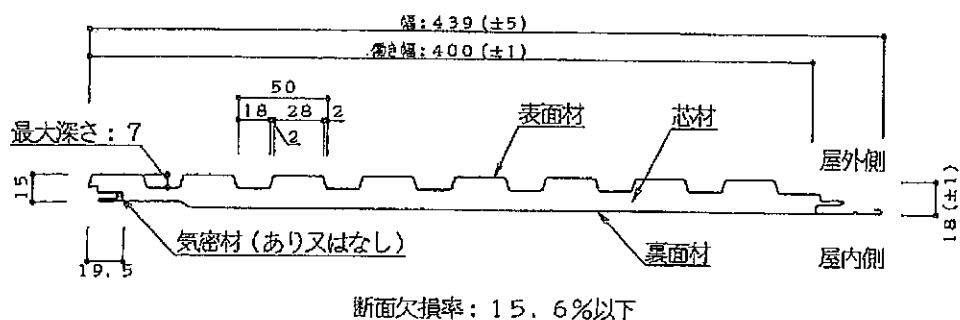 幅:439(±5)
働き幅:400(±1)
50
18 28 2
2
最大深さ:7
表面材
芯材
屋外側
15
18(±1)
気密材(あり又はなし)
裏面材
屋内側
19.5
断面欠損率:15.6%以下